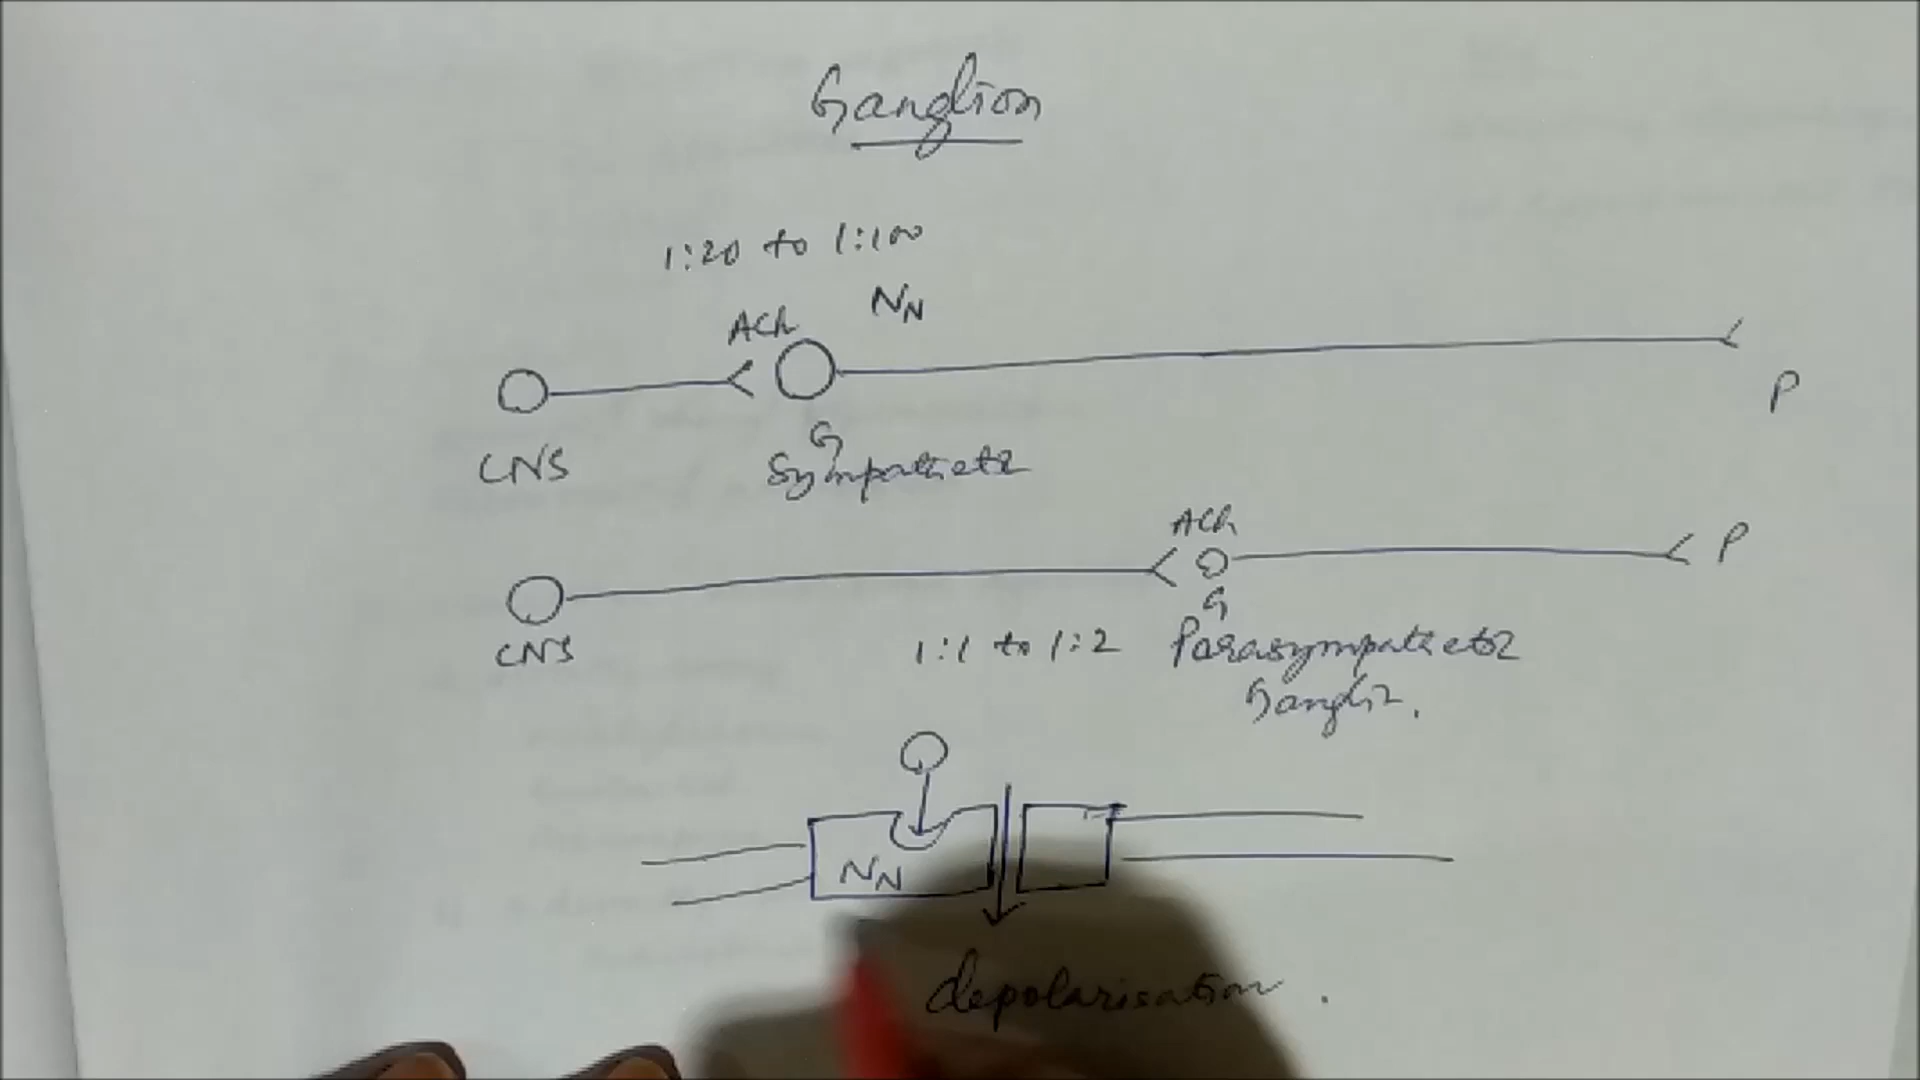 Ganglion
1:20 to 1:100
NN
ACh
P
CNS
G
Sympathetic
ACh
P
G
CNS
1:1 to 1:2 Parasympathetic
Ganglia.
NN
depolarisation.